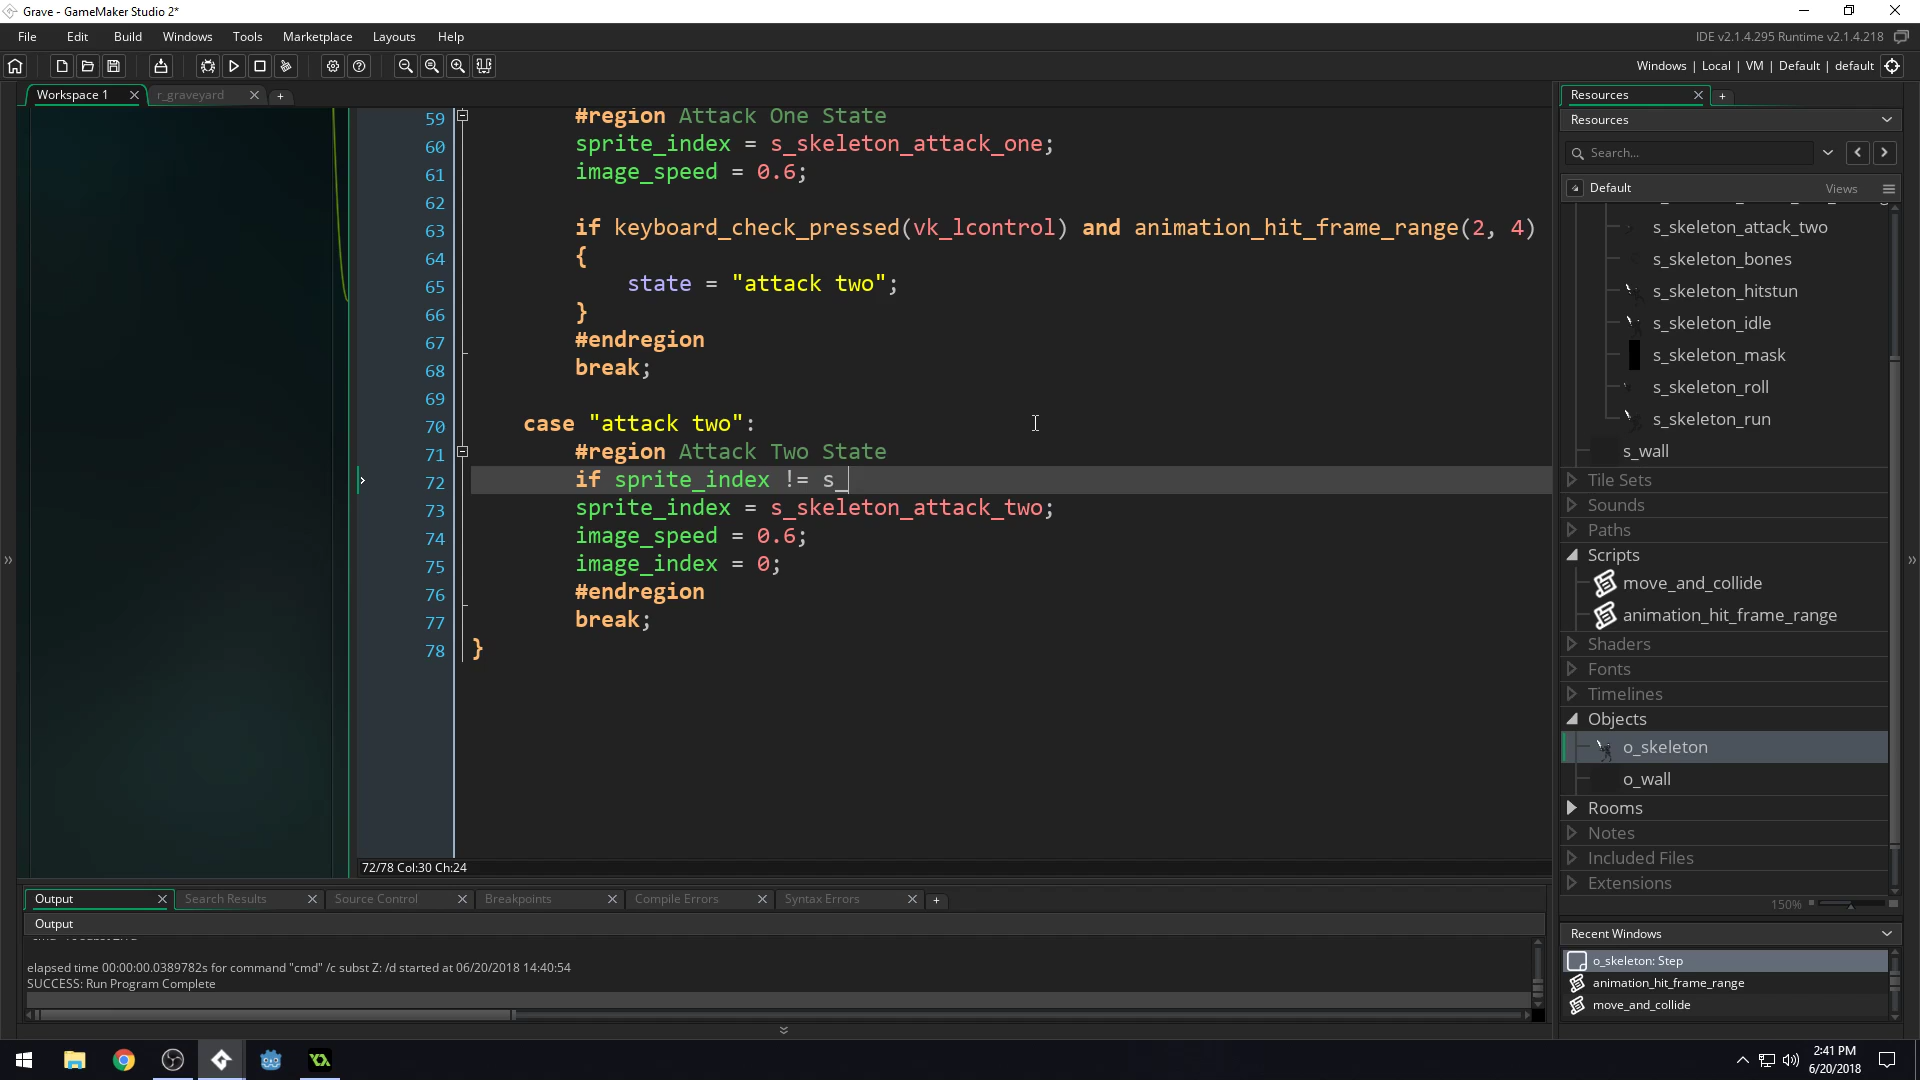 Grave - GameMaker Studio 2*
File Edit Build Windows Tools Marketplace Layouts Help
IDE v2.1.4.295 Runtime v2.1.4.218
Windows | Local | VM | Default | default
Workspace 1
r_graveyard
59 #region Attack One State
60 sprite_index = s_skeleton_attack_one;
61 image_speed = 0.6;
62
63 if keyboard_check_pressed(vk_lcontrol) and animation_hit_frame_range(2, 4)
64 {
65 state = "attack two";
66 }
67 #endregion
68 break;
69
70 case "attack two":
71 #region Attack Two State
72 if sprite_index != s_
73 sprite_index = s_skeleton_attack_two;
74 image_speed = 0.6;
75 image_index = 0;
76 #endregion
77 break;
78 }
72/78 Col:30 Ch:24
Resources
Resources
Search...
Default
Views
s_skeleton_attack_two
s_skeleton_bones
s_skeleton_hitstun
s_skeleton_idle
s_skeleton_mask
s_skeleton_roll
s_skeleton_run
s_wall
Tile Sets
Sounds
Paths
Scripts
move_and_collide
animation_hit_frame_range
Shaders
Fonts
Timelines
Objects
o_skeleton
o_wall
Rooms
Notes
Included Files
Extensions
150%
Recent Windows
o_skeleton: Step
animation_hit_frame_range
move_and_collide
Output Search Results Source Control Breakpoints Compile Errors Syntax Errors
Output
elapsed time 00:00:00.0389782s for command "cmd" /c subst Z: /d started at 06/20/2018 14:40:54
SUCCESS: Run Program Complete
2:41 PM
6/20/2018